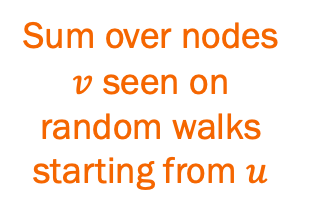 Sum over nodes
𝑣 seen on
random walks
starting from 𝑢